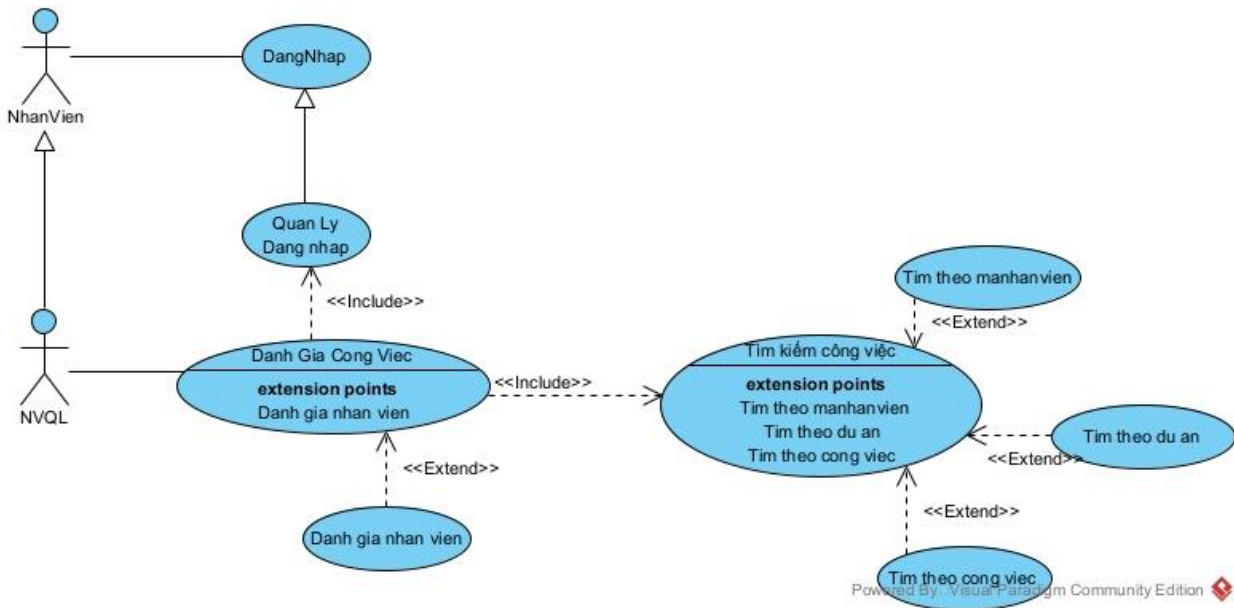 DangNhap
NhanVien
Quan Ly
Dang nhap
<<Include>>
Tim theo manhanvien
<<Extend>>
Danh Gia Cong Viec
extension points
Danh gia nhan vien
NVQL
<<Include>>
Tim kiếm công việc
extension points
Tim theo manhanvien
Tim theo du an
Tim theo cong viec
Tim theo du an
<<Extend>>
<<Extend>>
<<Extend>>
Danh gia nhan vien
Tim theo cong viec
Powered By Visual Paradigm Community Edition